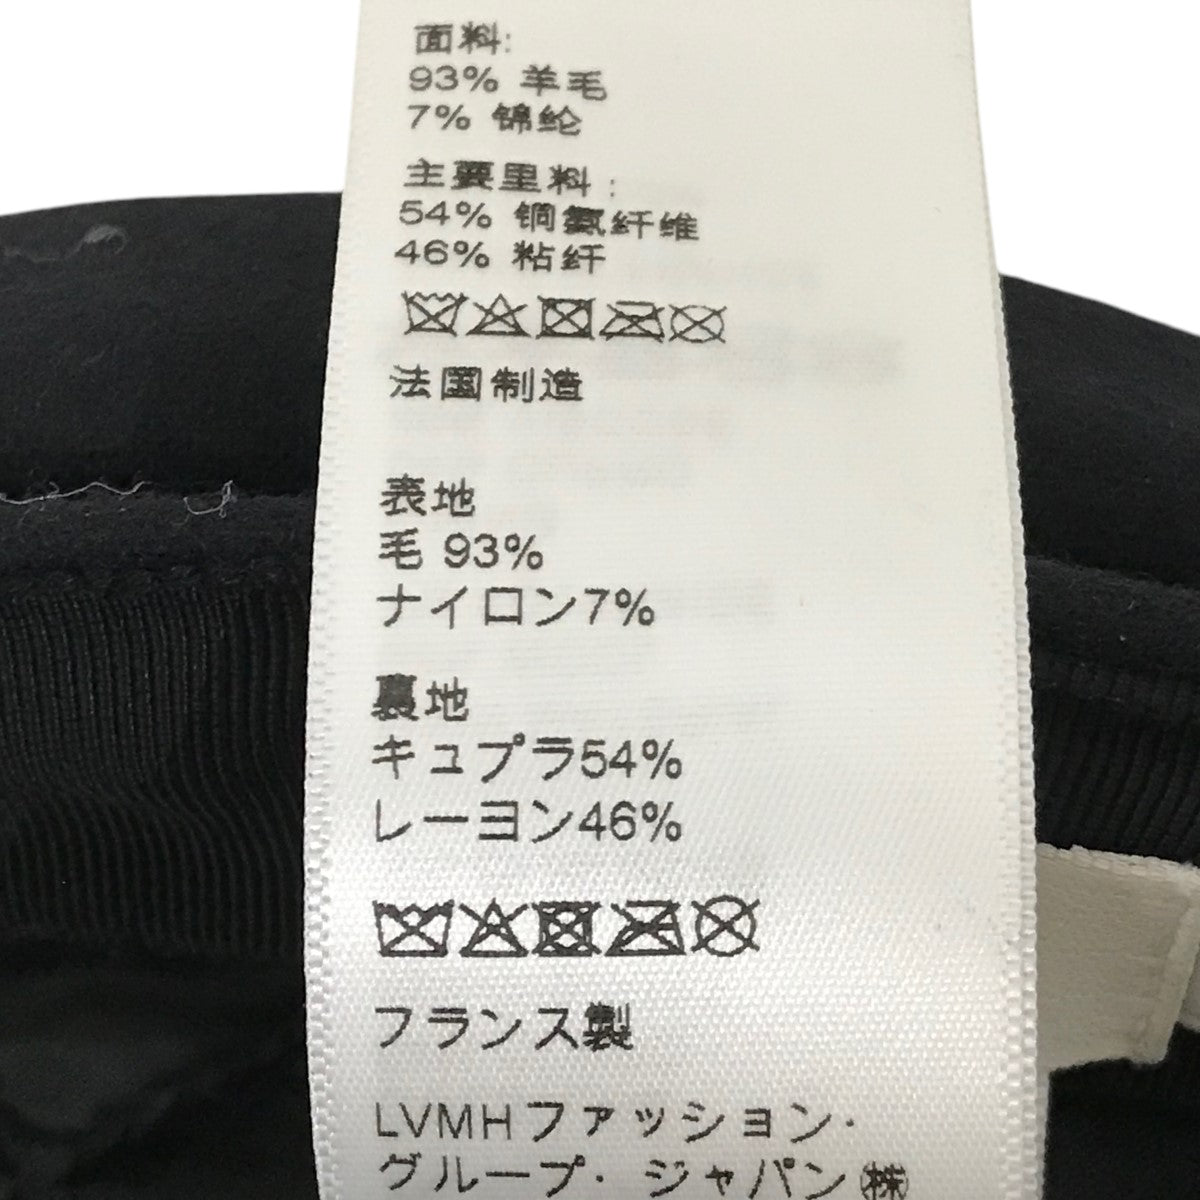 面料:
93% 羊毛
7% 锦纶
主要里料:
54% 铜氨纤维
46% 粘纤
法国制造
表地
毛 93%
ナイロン7%
裏地
キュプラ54%
レーヨン46%
フランス製
LVMHファッション・
グループ・ジャパン㈱